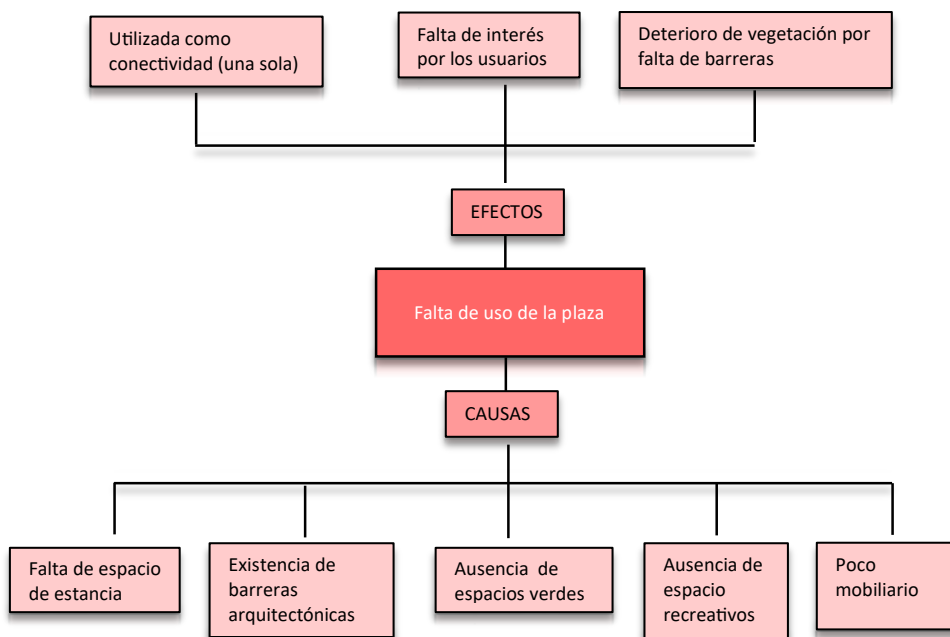 Utilizada como
conectividad (una sola)
Falta de interés
por los usuarios
Deterioro de vegetación por
falta de barreras
EFECTOS
Falta de uso de la plaza
CAUSAS
Falta de espacio
de estancia
Existencia de
barreras
arquitectónicas
Ausencia de
espacios verdes
Ausencia de
espacio
recreativos
Poco
mobiliario